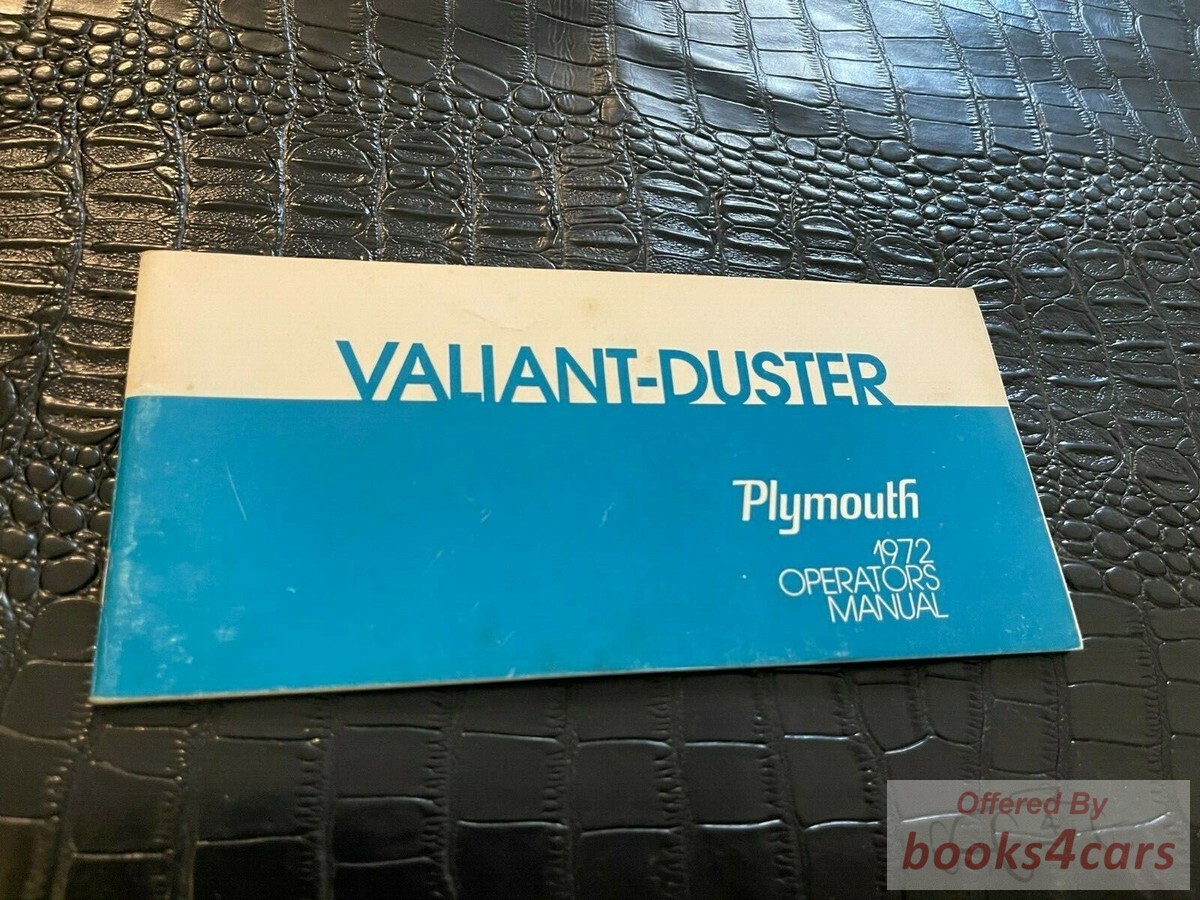 VALIANT-DUSTER
Plymouth
1972
OPERATORS
MANUAL
Offered By
books4cars